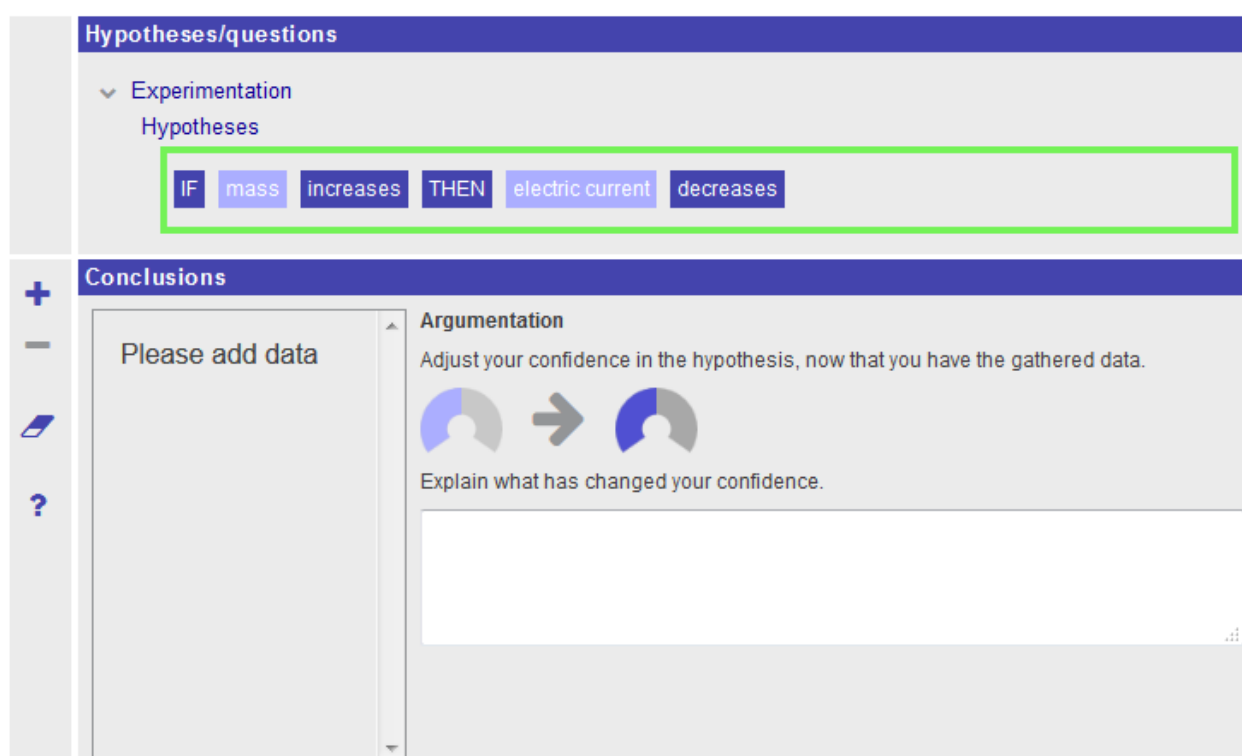 Hypotheses/questions
Experimentation
Hypotheses
IF mass increases THEN electric current decreases
Conclusions
Please add data
Argumentation
Adjust your confidence in the hypothesis, now that you have the gathered data.
Explain what has changed your confidence.
?